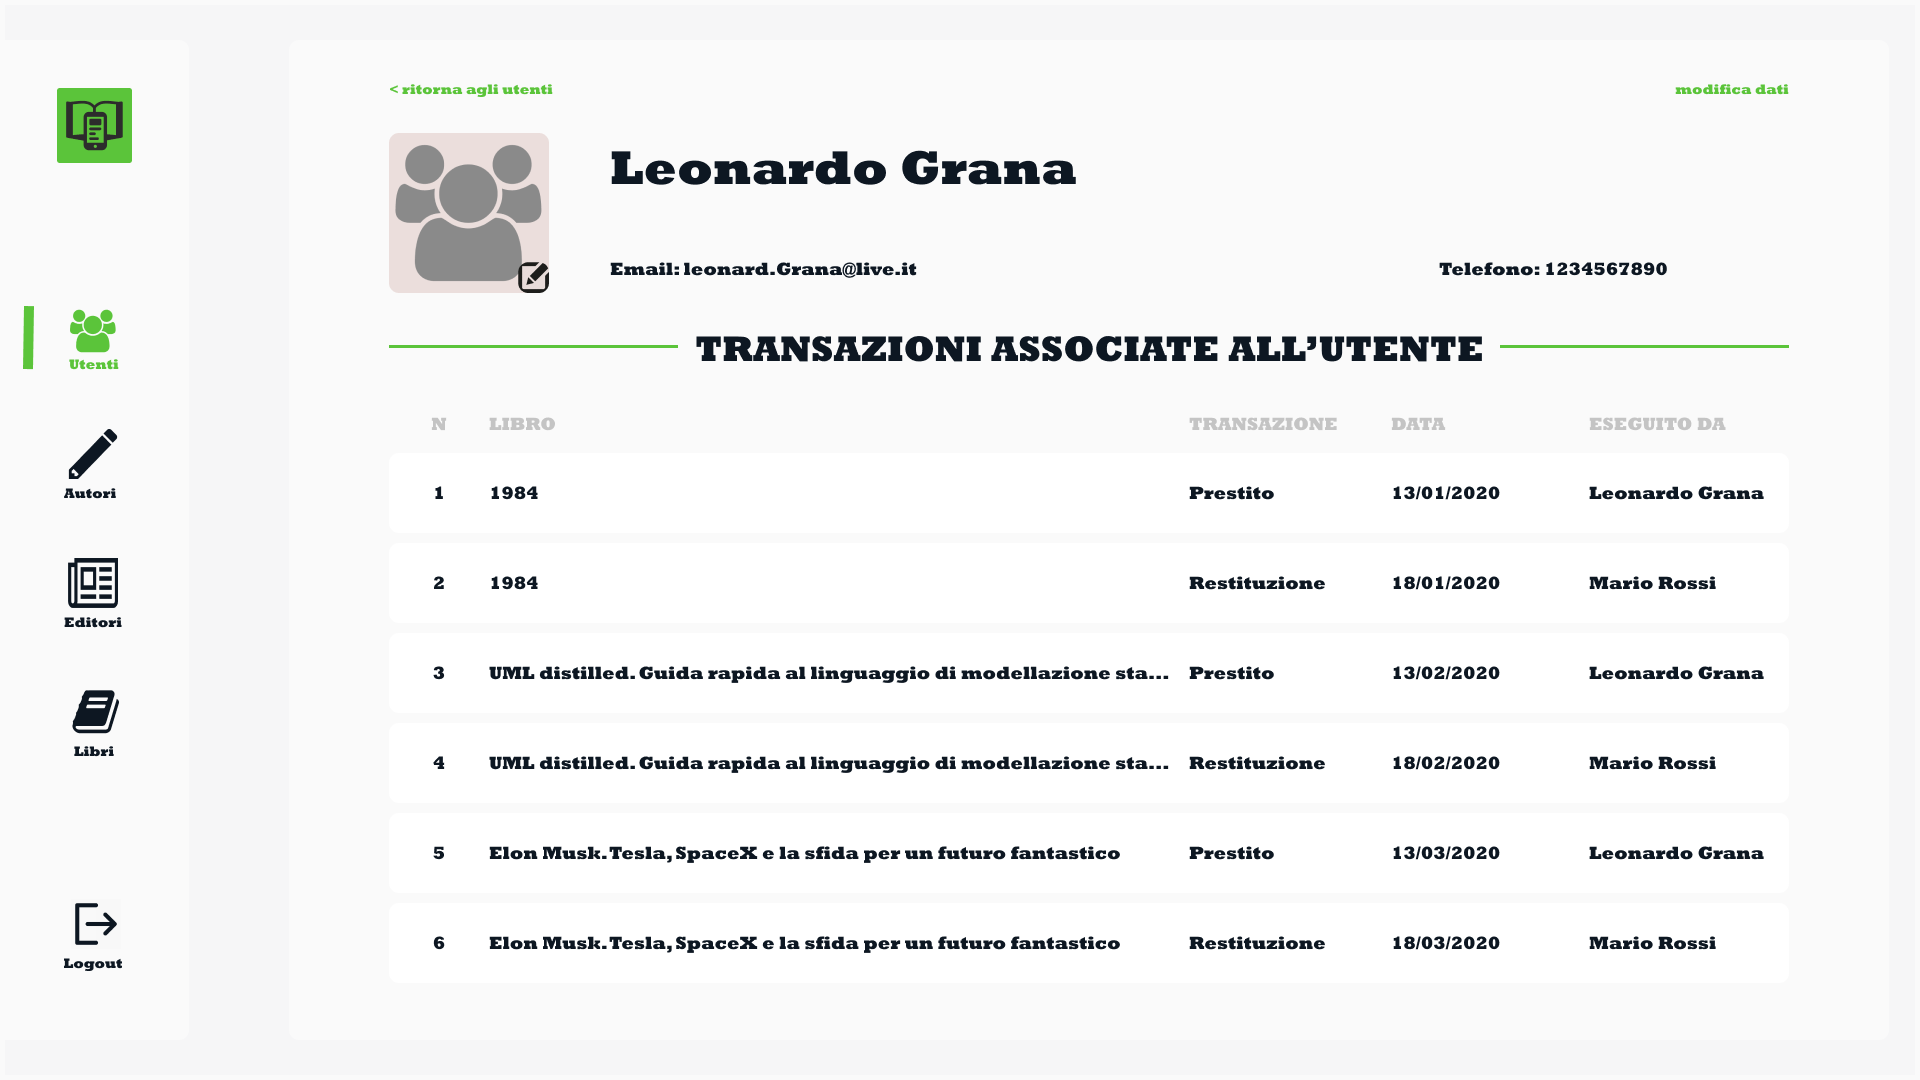 < ritorna agli utenti
modifica dati
Leonardo Grana
Email: leonard.Grana@live.it
Telefono: 1234567890
TRANSAZIONI ASSOCIATE ALL’UTENTE
N LIBRO TRANSAZIONE DATA ESEGUITO DA
1 1984 Prestito 13/01/2020 Leonardo Grana
2 1984 Restituzione 18/01/2020 Mario Rossi
3 UML distilled. Guida rapida al linguaggio di modellazione sta... Prestito 13/02/2020 Leonardo Grana
4 UML distilled. Guida rapida al linguaggio di modellazione sta... Restituzione 18/02/2020 Mario Rossi
5 Elon Musk. Tesla, SpaceX e la sfida per un futuro fantastico Prestito 13/03/2020 Leonardo Grana
6 Elon Musk. Tesla, SpaceX e la sfida per un futuro fantastico Restituzione 18/03/2020 Mario Rossi
Utenti
Autori
Editori
Libri
Logout